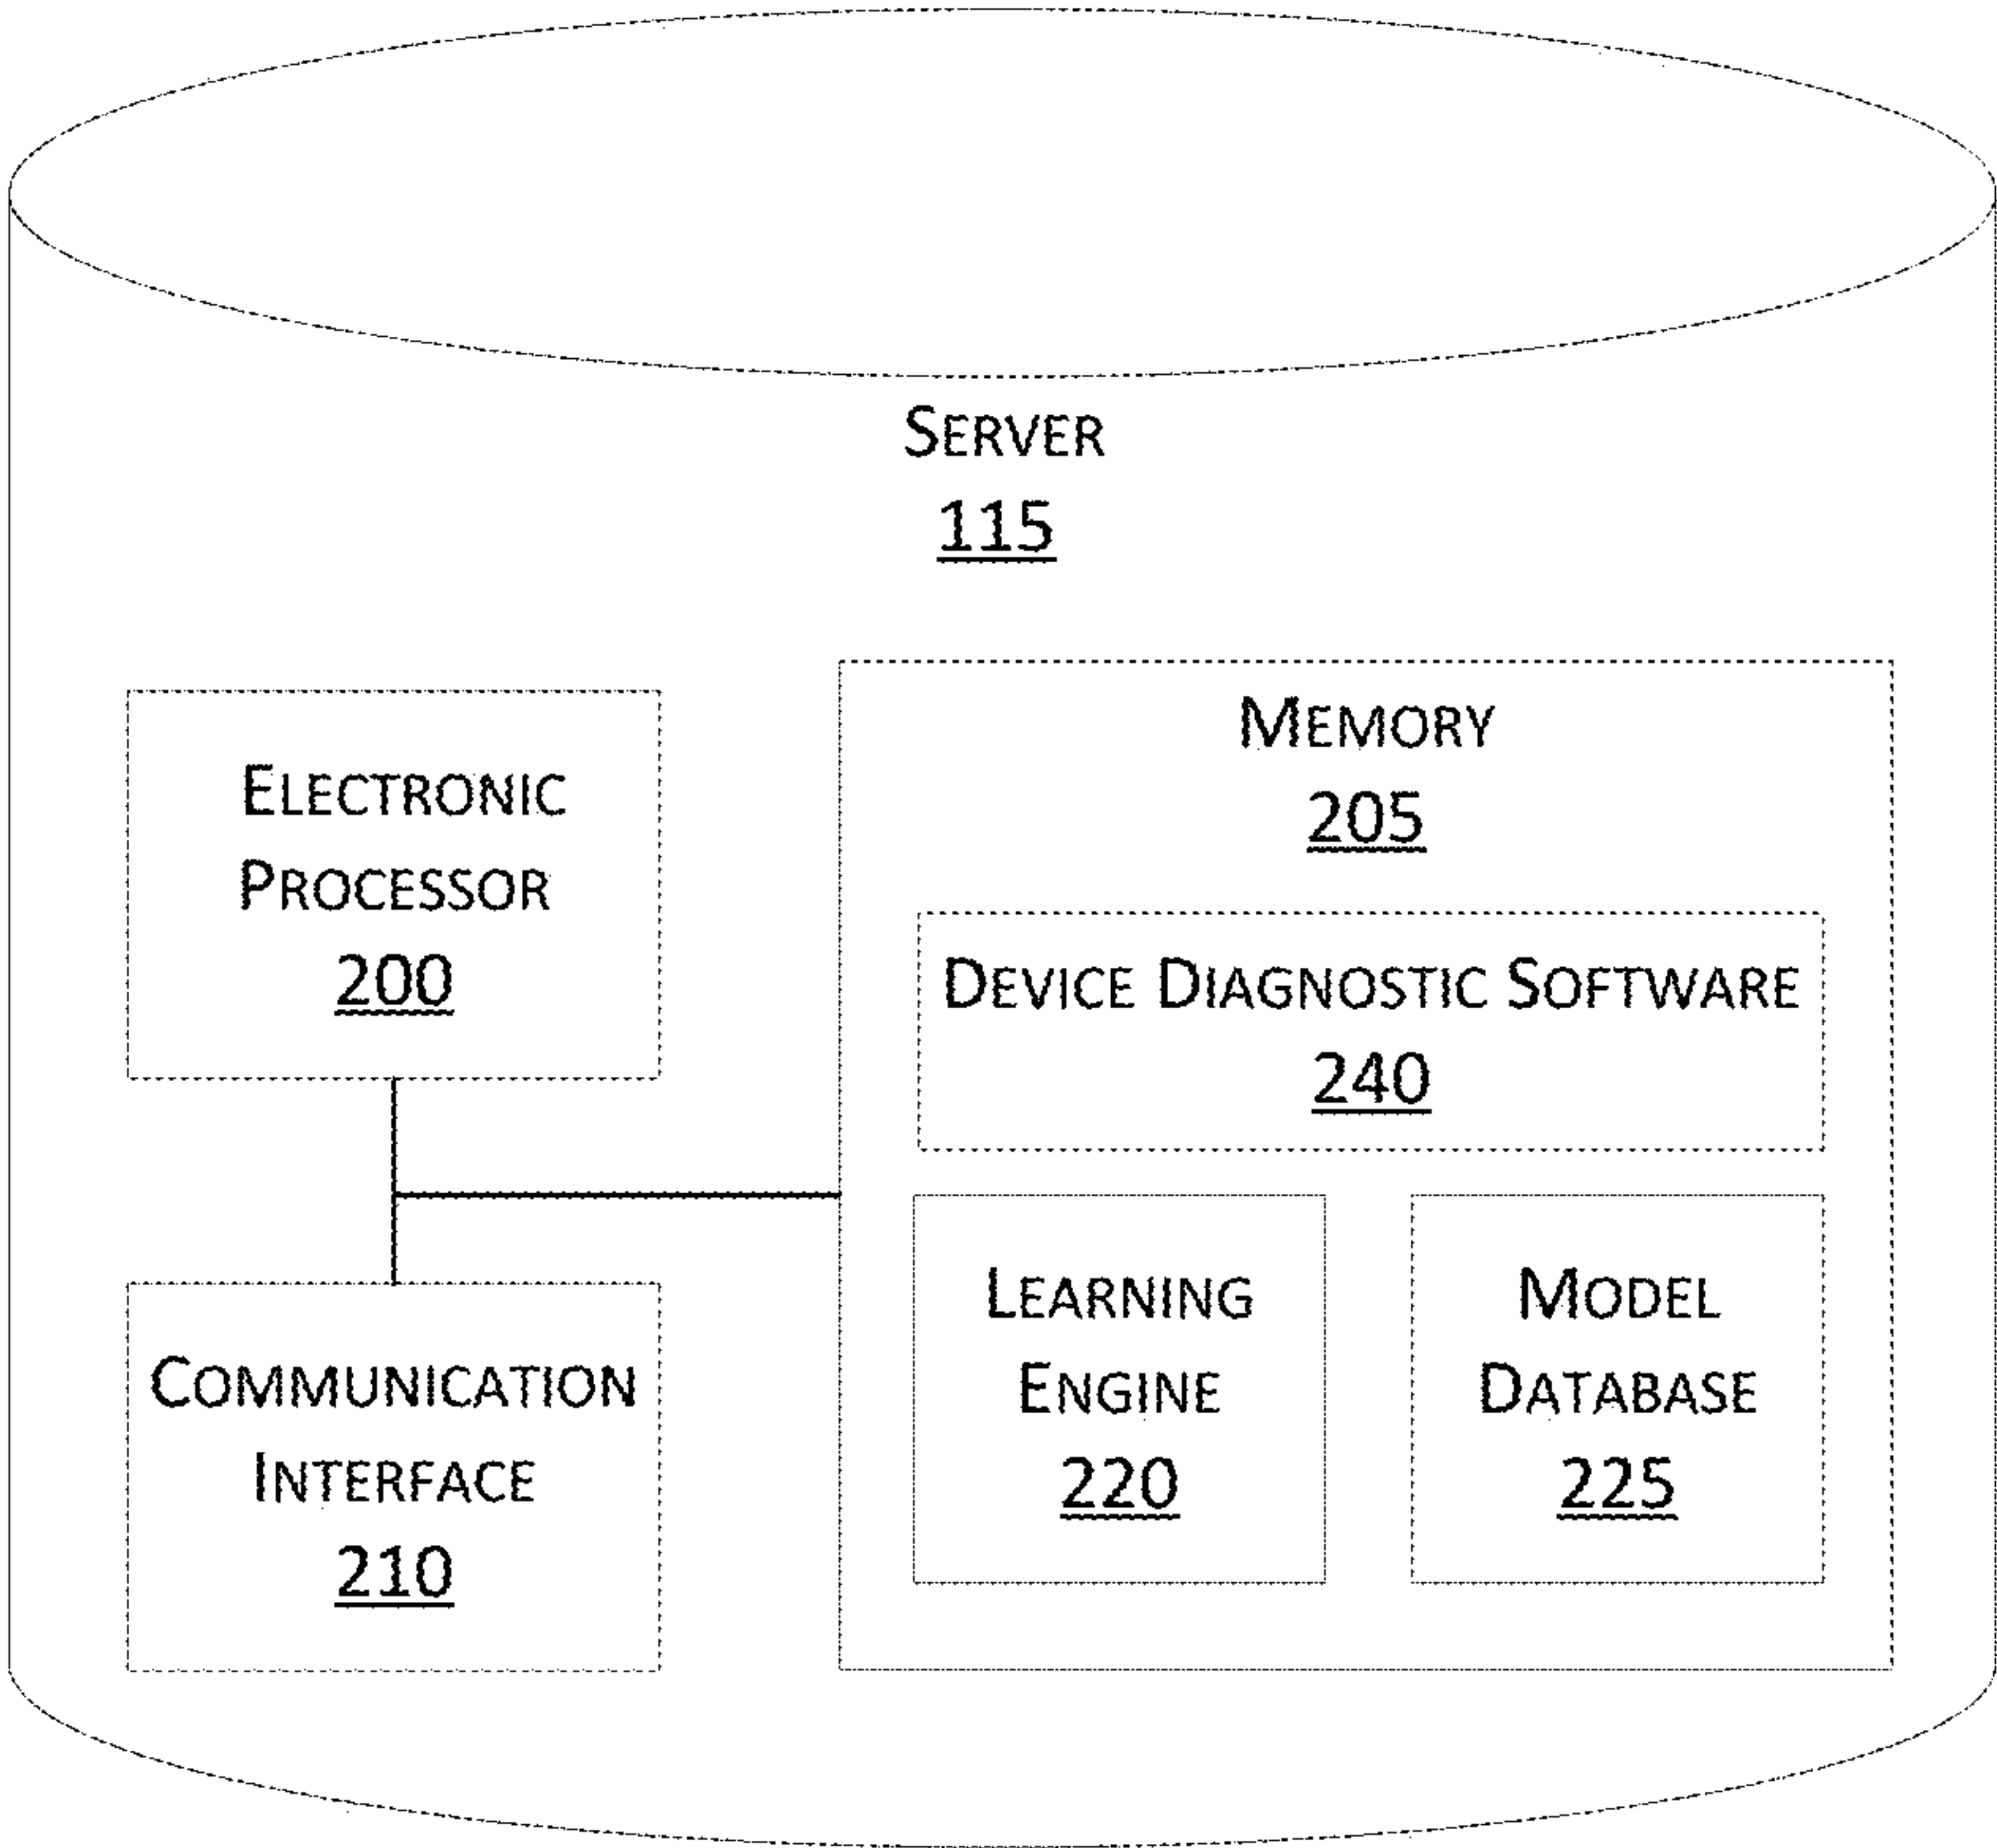 SERVER
115
ELECTRONIC
PROCESSOR
200
COMMUNICATION
INTERFACE
210
MEMORY
205
DEVICE DIAGNOSTIC SOFTWARE
240
LEARNING
ENGINE
220
MODEL
DATABASE
225